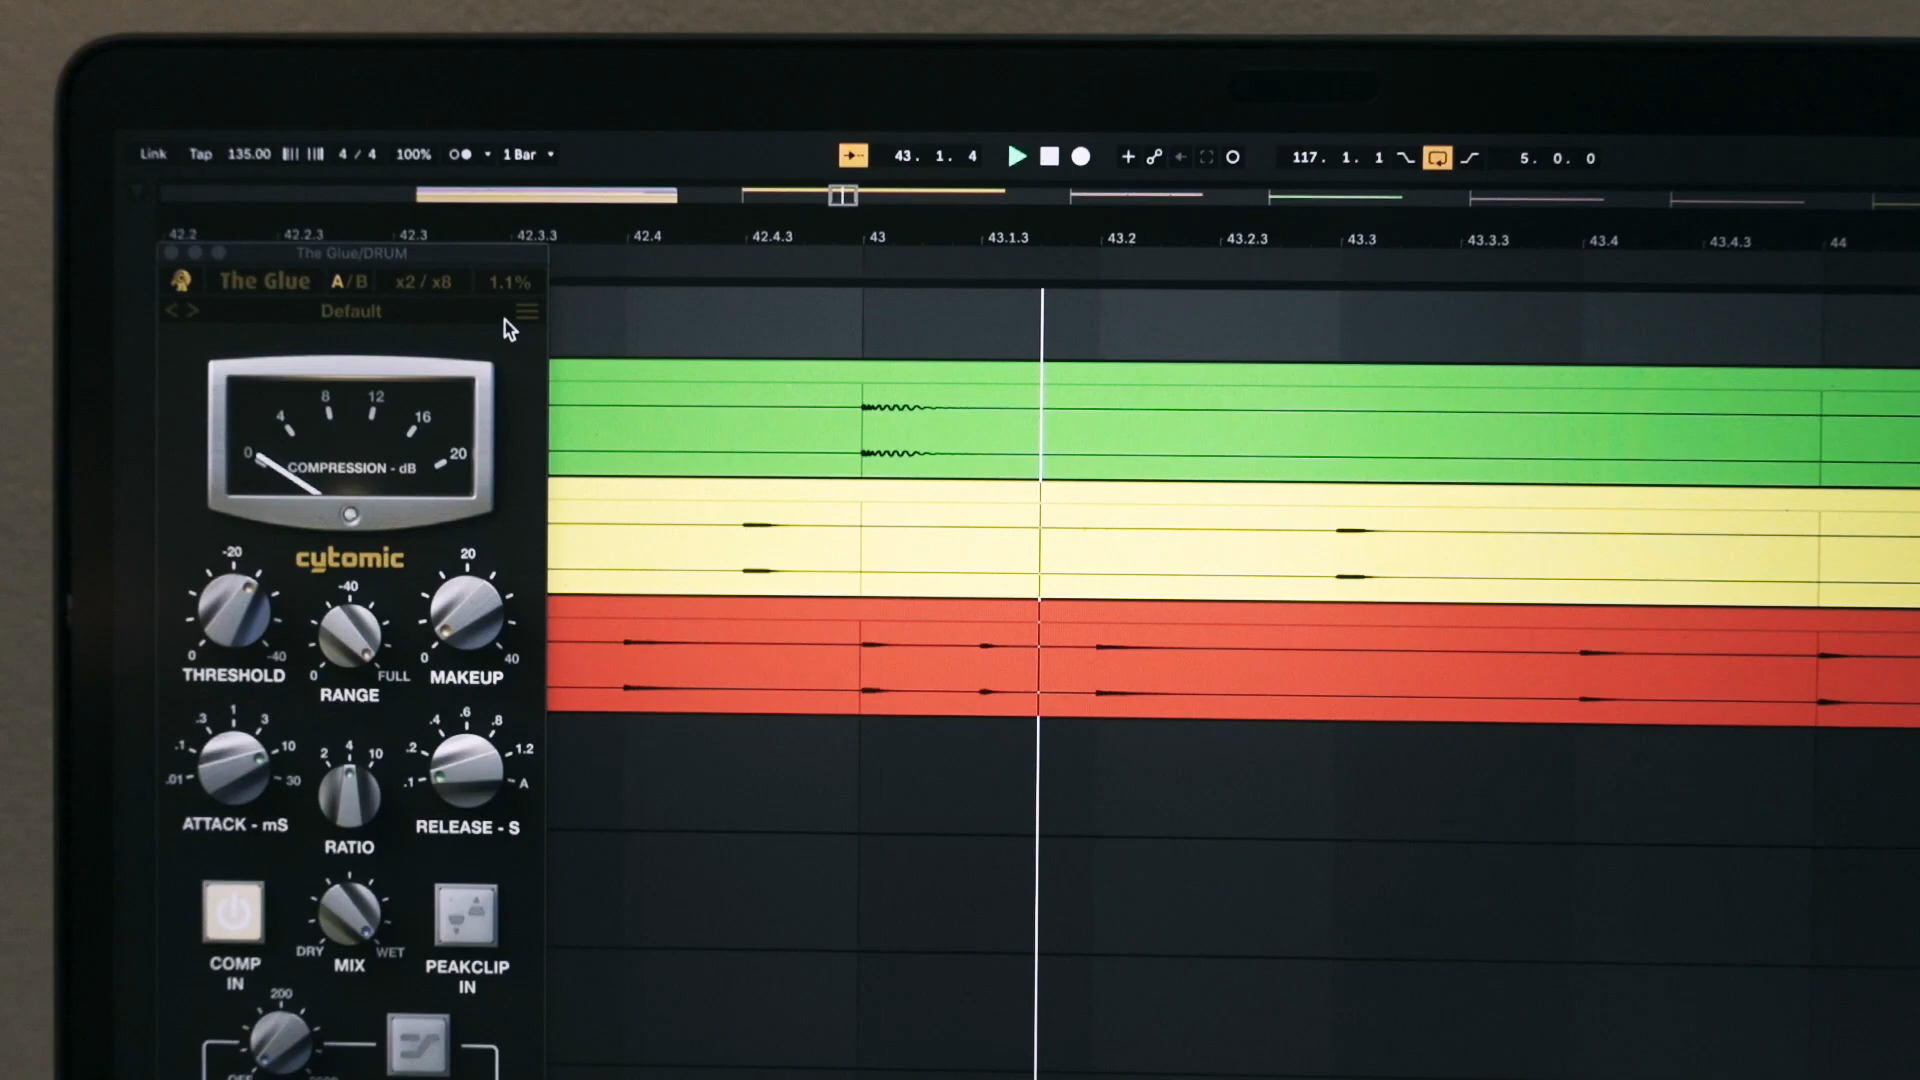 Link Tap 135.00 4 / 4 100% 1 Bar 43. 1. 4 117. 1. 1 5. 0. 0
42.2 42.2.3 42.3 42.3.3 42.4 42.4.3 43 43.1.3 43.2 43.2.3 43.3 43.3.3 43.4 43.4.3 44
The Glue/DRUM
The Glue A/B x2 / x8 1.1%
< > Default
0 4 8 12 16 20
COMPRESSION - dB
cytomic
-20 -40 20
0 -40 0 FULL 0 40
THRESHOLD RANGE MAKEUP
.01 .1 .3 1 3 10 30
2 4 10
.1 .2 .4 .6 .8 1.2 A
ATTACK - mS RATIO RELEASE - S
DRY WET
COMP IN MIX PEAKCLIP IN
200